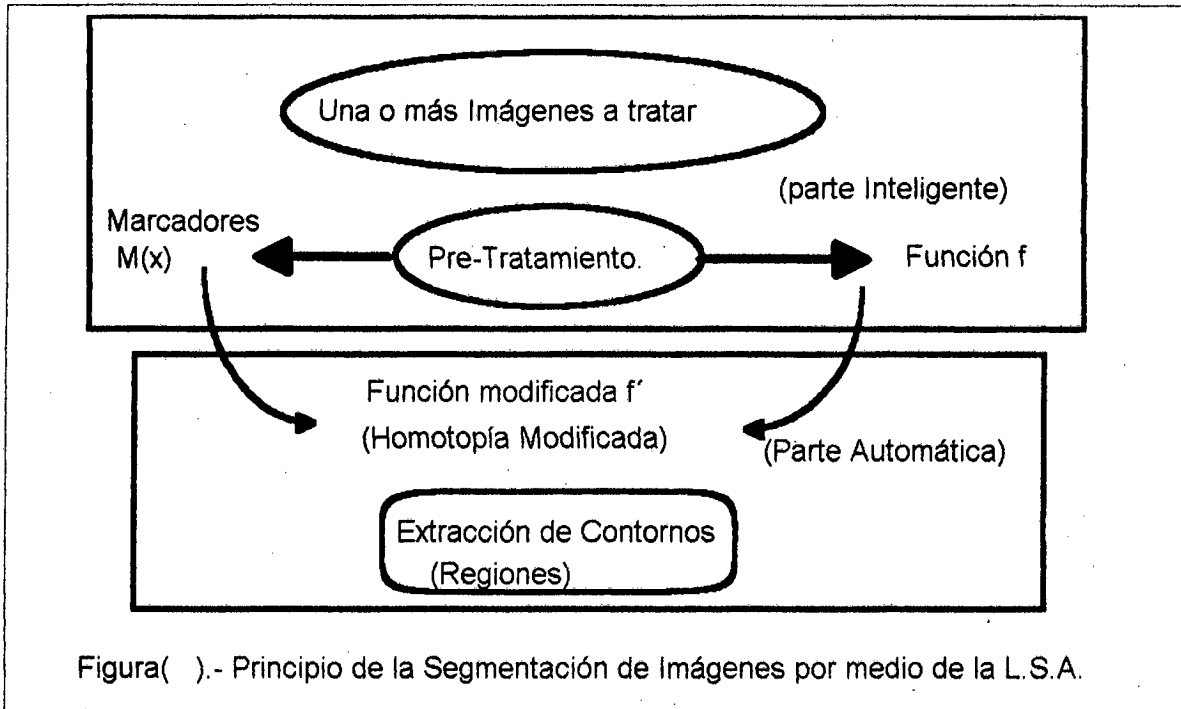 Una o más Imágenes a tratar
(parte Inteligente)
Marcadores
M(x)
Pre-Tratamiento.
Función f
Función modificada f´
(Homotopía Modificada)
(Parte Automática)
Extracción de Contornos
(Regiones)
Figura( ).- Principio de la Segmentación de Imágenes por medio de la L.S.A.